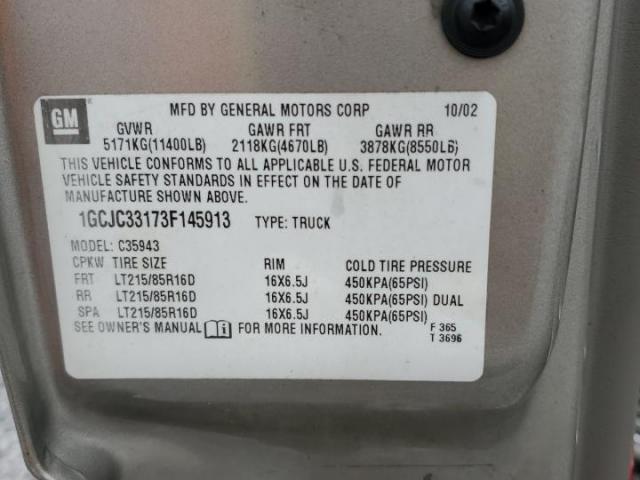 GM
MFD BY GENERAL MOTORS CORP 10/02
GVWR GAWR FRT GAWR RR
5171KG(11400LB) 2118KG(4670LB) 3878KG(8550LB)
THIS VEHICLE CONFORMS TO ALL APPLICABLE U.S. FEDERAL MOTOR
VEHICLE SAFETY STANDARDS IN EFFECT ON THE DATE OF
MANUFACTURE SHOWN ABOVE.
1GCJC33173F145913 TYPE: TRUCK
MODEL: C35943
CPKW TIRE SIZE RIM COLD TIRE PRESSURE
FRT LT215/85R16D 16X6.5J 450KPA(65PSI)
RR LT215/85R16D 16X6.5J 450KPA(65PSI) DUAL
SPA LT215/85R16D 16X6.5J 450KPA(65PSI)
SEE OWNER'S MANUAL FOR MORE INFORMATION. F 365
T 3696